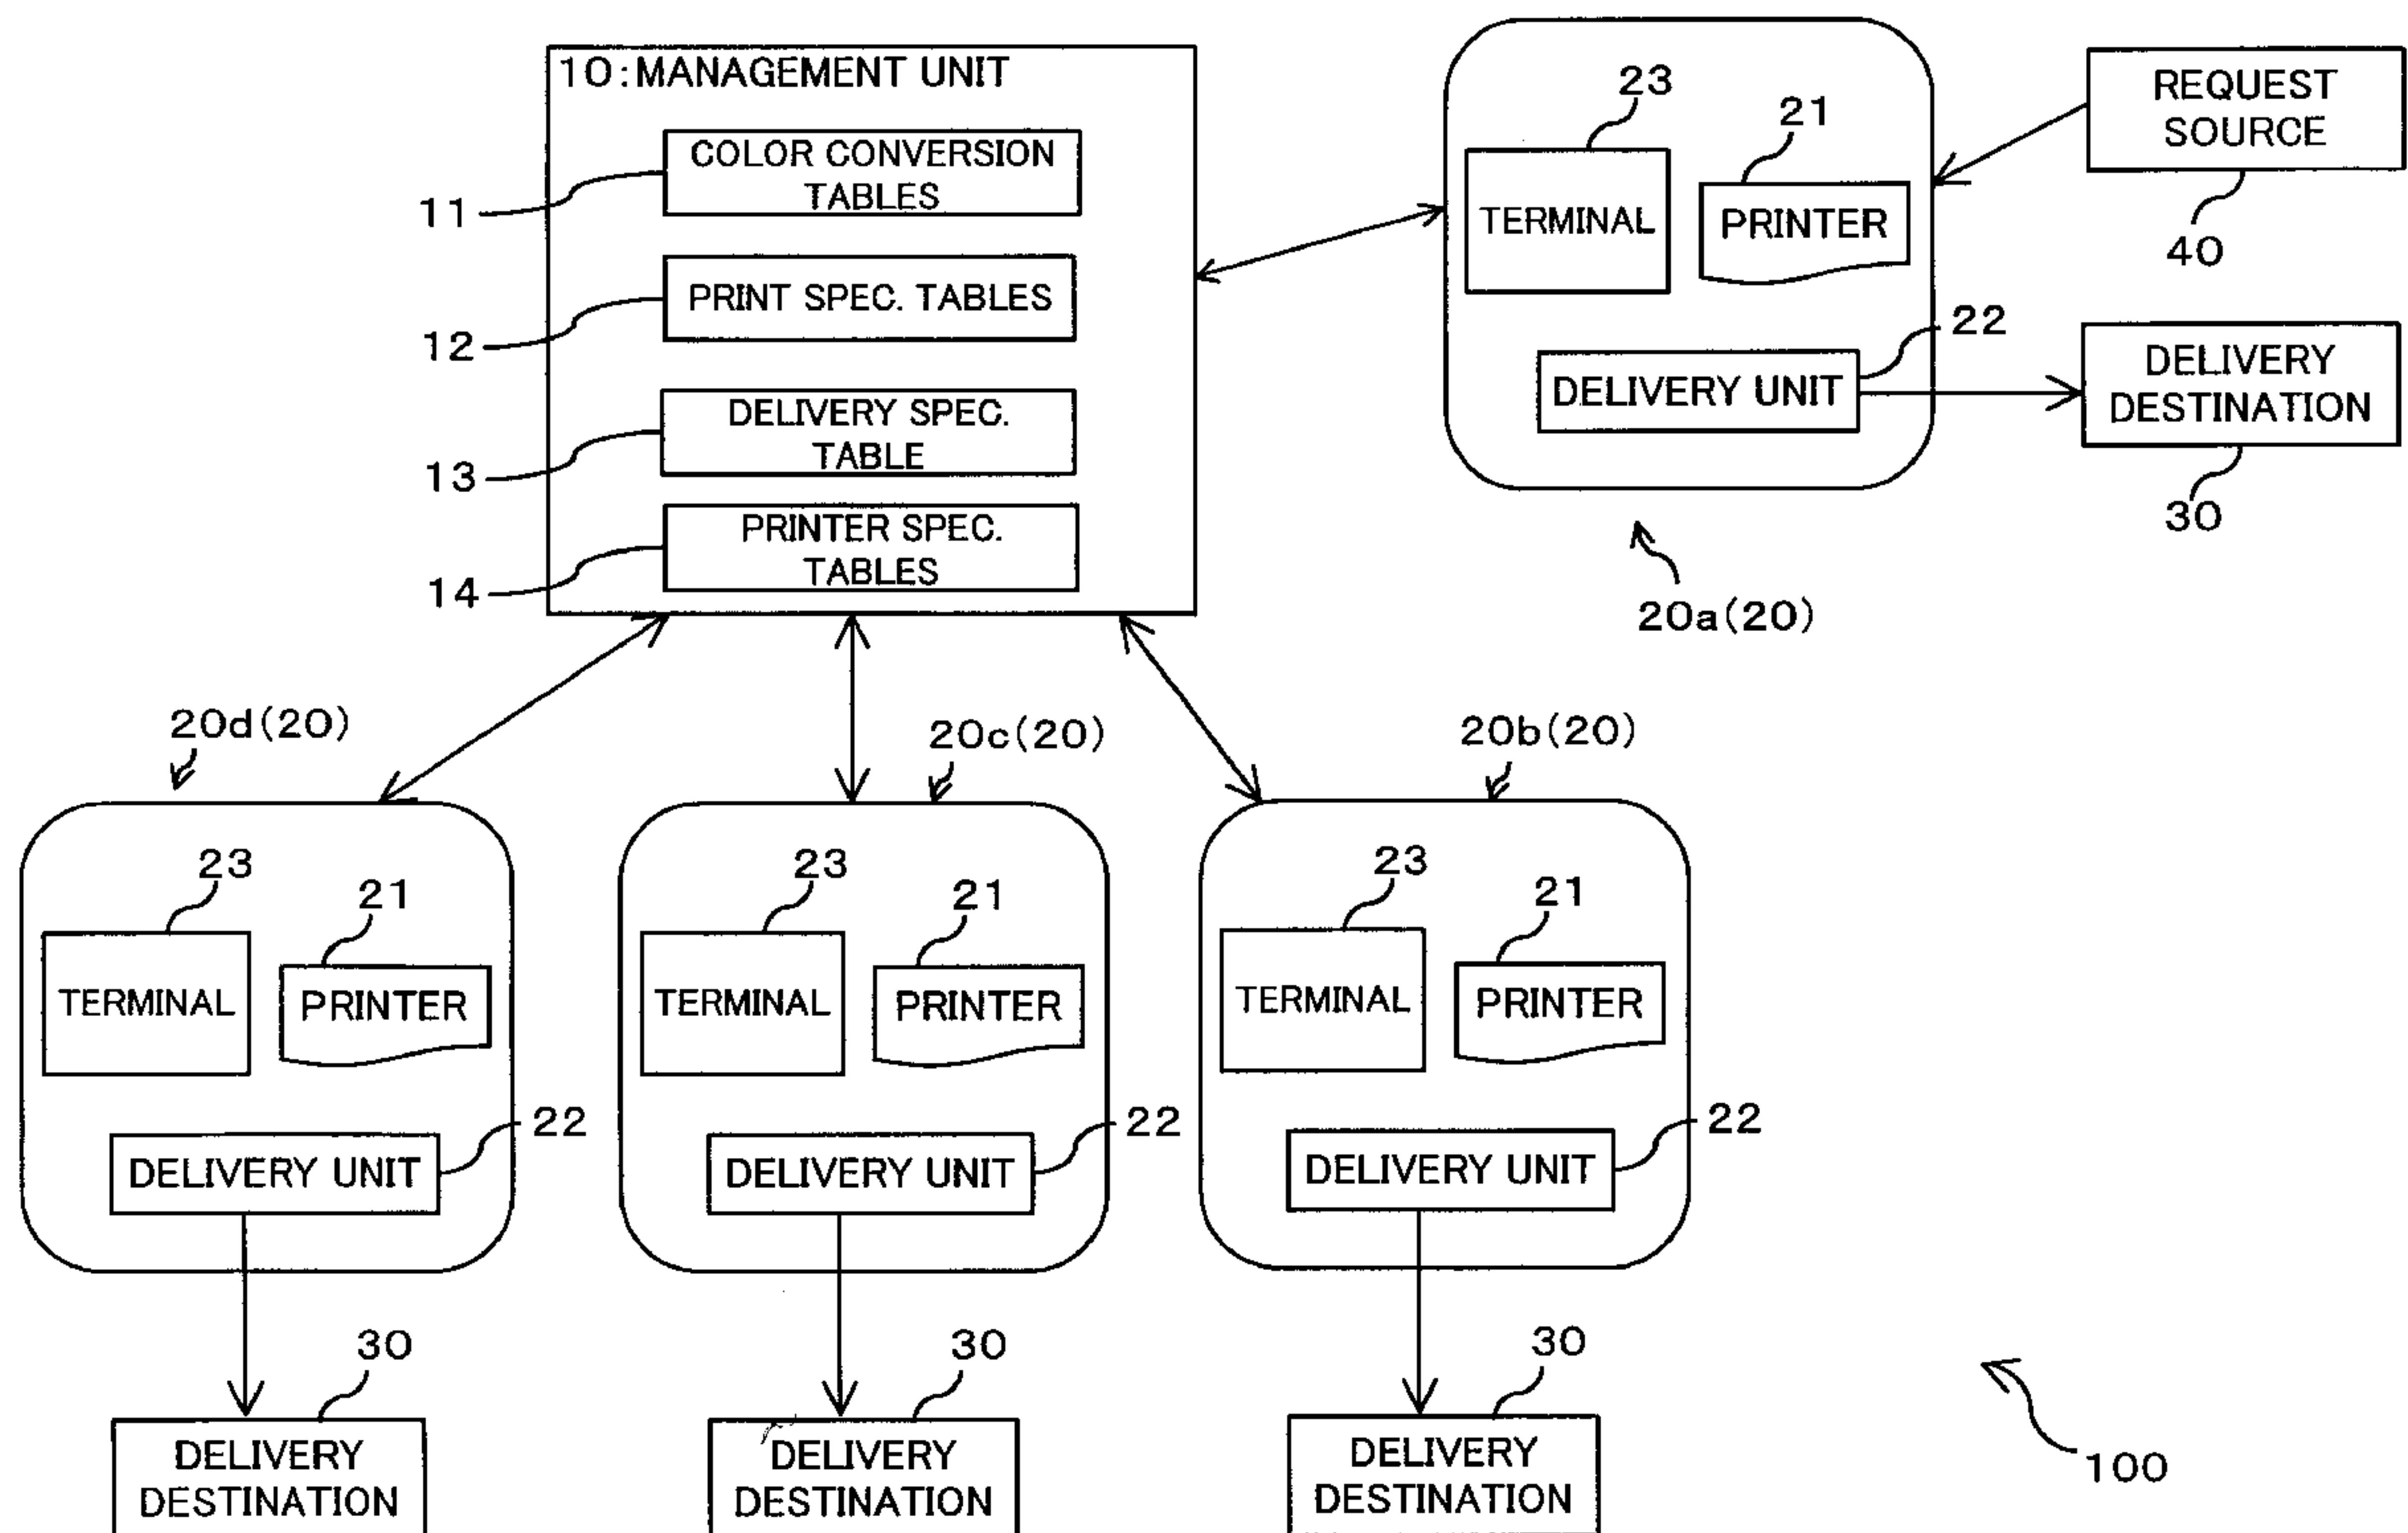 10:MANAGEMENT UNIT
COLOR CONVERSION
TABLES
11
PRINT SPEC. TABLES
12
DELIVERY SPEC.
TABLE
13
PRINTER SPEC.
TABLES
14
23
21
TERMINAL
PRINTER
22
DELIVERY UNIT
20a(20)
REQUEST
SOURCE
40
DELIVERY
DESTINATION
30
20d(20)
23
21
TERMINAL
PRINTER
22
DELIVERY UNIT
30
DELIVERY
DESTINATION
20c(20)
23
21
TERMINAL
PRINTER
22
DELIVERY UNIT
30
DELIVERY
DESTINATION
20b(20)
23
21
TERMINAL
PRINTER
22
DELIVERY UNIT
30
DELIVERY
DESTINATION
100